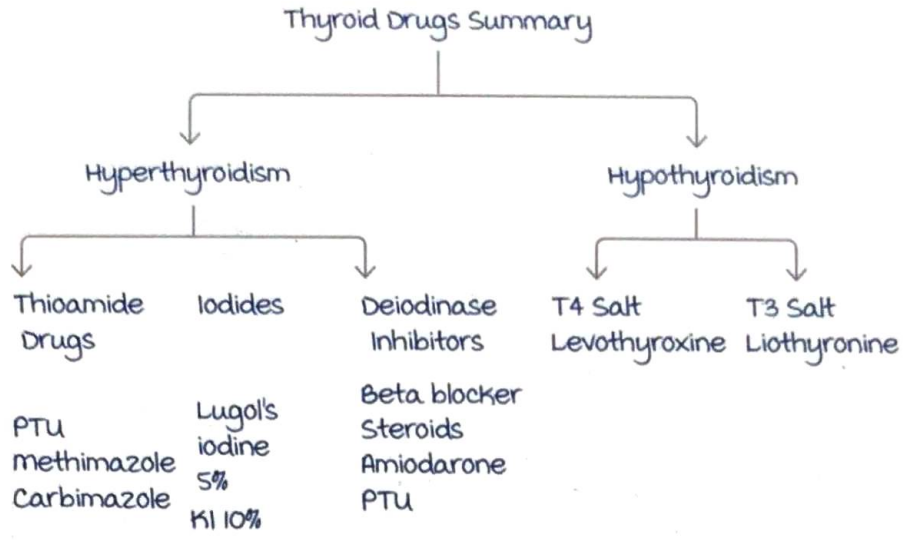 Thyroid Drugs Summary
Hyperthyroidism
Hypothyroidism
Thioamide
Drugs
PTU
methimazole
Carbimazole
Iodides
Lugol's
iodine
5%
KI 10%
Deiodinase
Inhibitors
Beta blocker
Steroids
Amiodarone
PTU
T4 Salt
Levothyroxine
T3 Salt
Liothyronine